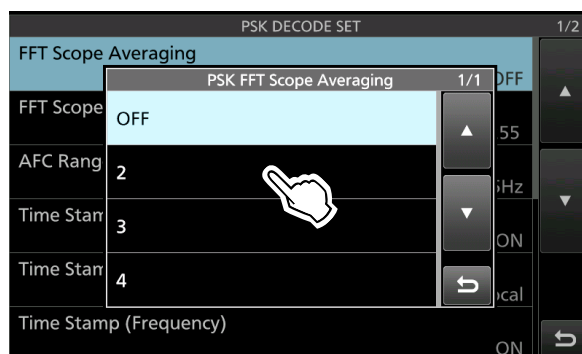 PSK DECODE SET 1/2
FFT Scope Averaging
OFF
PSK FFT Scope Averaging 1/1
OFF
2
3
4
FFT Scope
55
AFC Rang
Hz
Time Stam
ON
Time Stam
cal
Time Stamp (Frequency)
ON